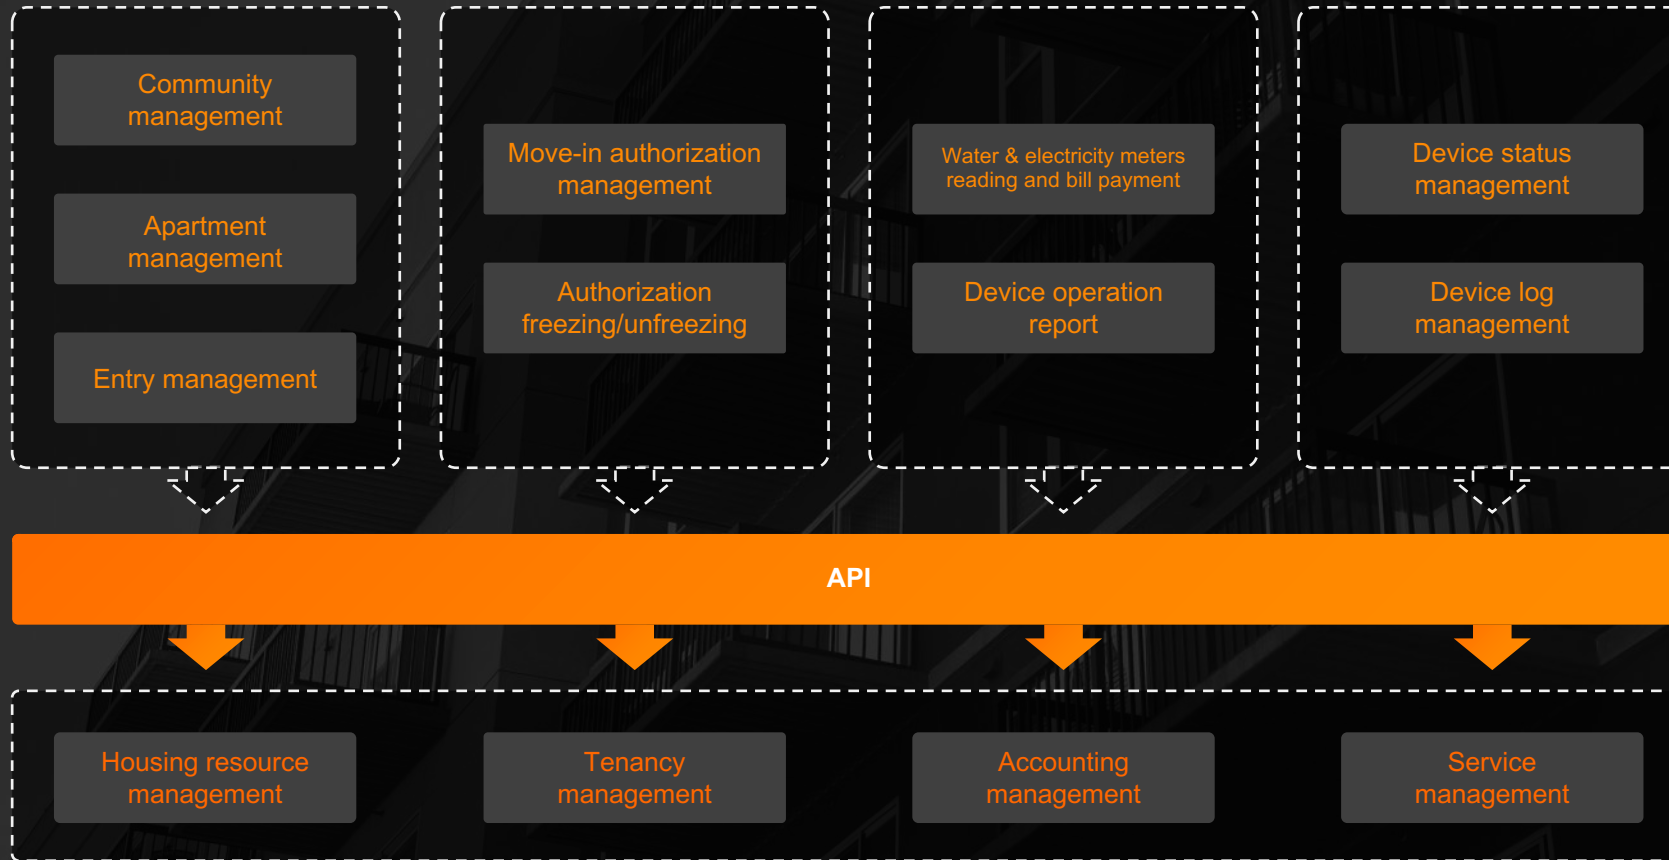 Community
management
Apartment
management
Entry management
Move-in authorization
management
Authorization
freezing/unfreezing
Water & electricity meters
reading and bill payment
Device operation
report
Device status
management
Device log
management
API
Housing resource
management
Tenancy
management
Accounting
management
Service
management